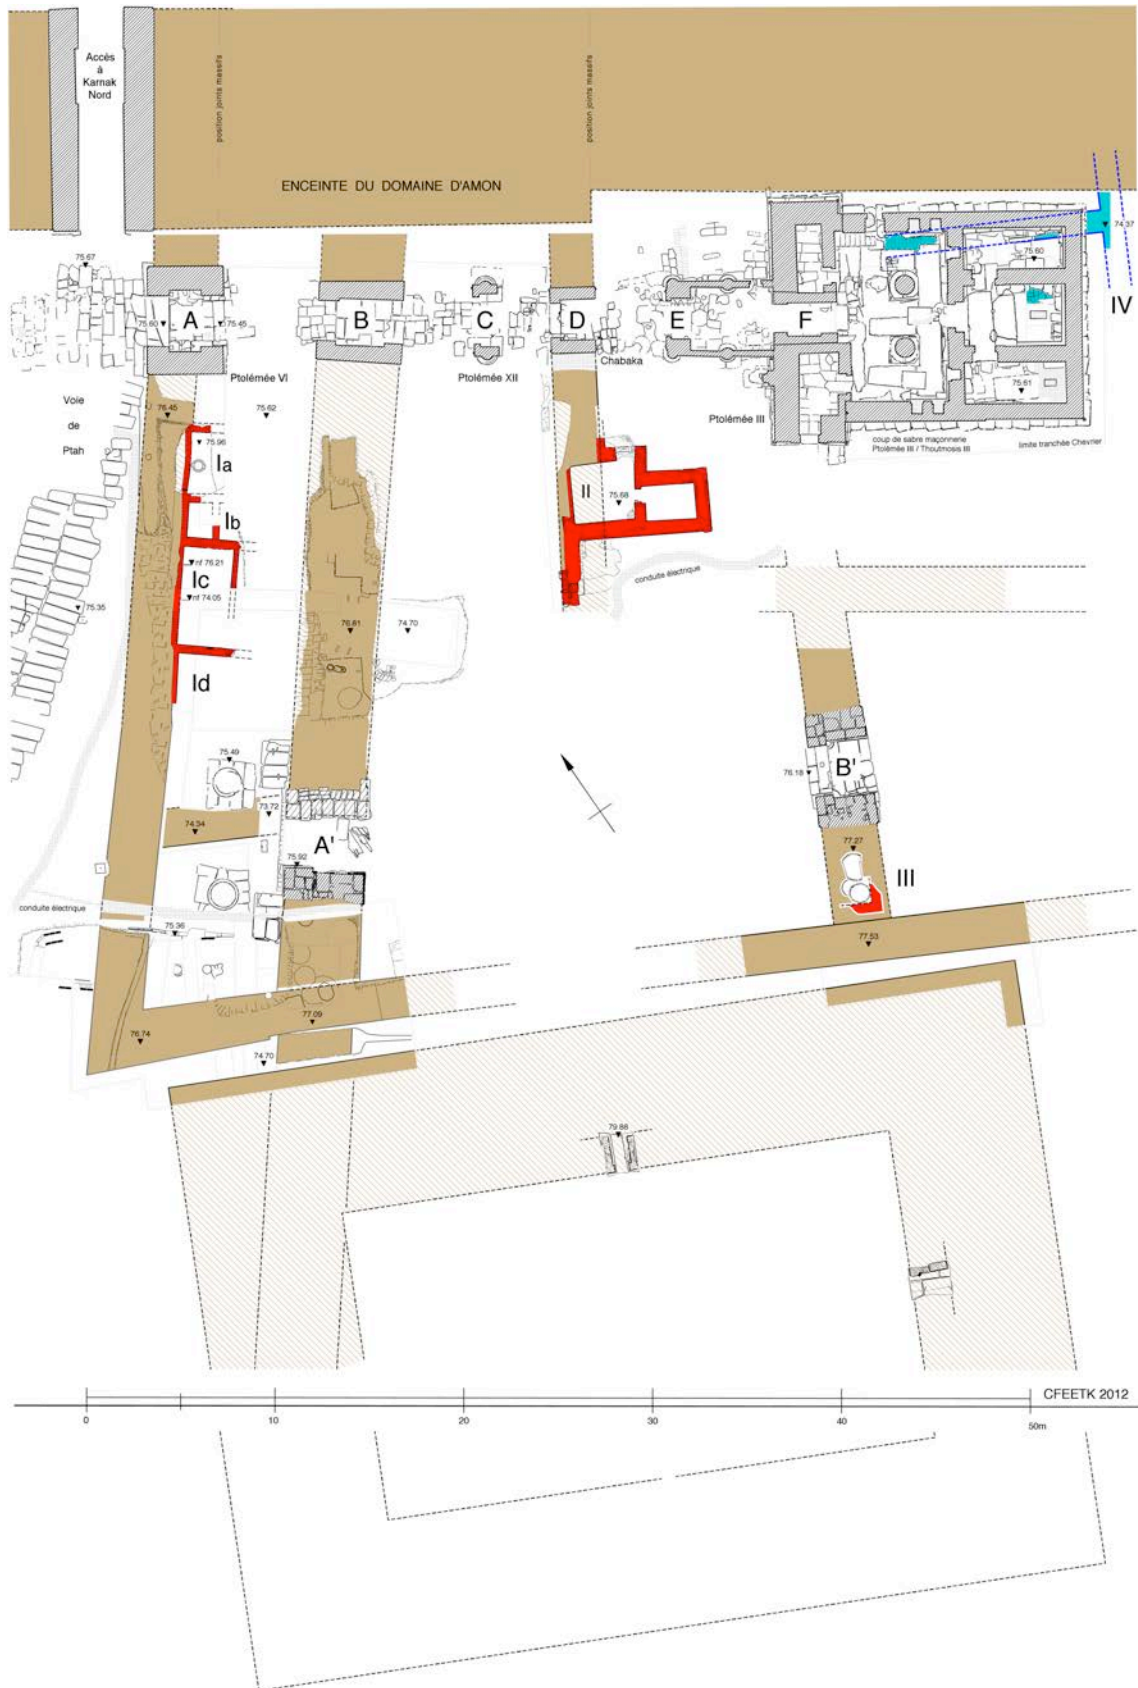 Accès
à
Karnak
Nord
position joints massifs
position joints massifs
ENCEINTE DU DOMAINE D'AMON
75.67
A
75.60
75.45
B
C
D
E
F
75.60
74.37
IV
Ptolémée VI
Ptolémée XII
Chabaka
Ptolémée III
75.61
coup de sabre maçonnerie
Ptolémée III / Thoutmosis III
limite tranchée Chevrier
Voie
de
Ptah
76.45
75.62
75.96
Ia
II
75.68
Ib
nf 76.21
Ic
nf 74.05
conduite électrique
75.35
76.81
74.70
Id
75.49
73.72
76.18
B'
74.34
A'
75.92
77.27
III
conduite électrique
75.36
77.53
76.74
77.09
74.70
79.88
CFEETK 2012
0
10
20
30
40
50m